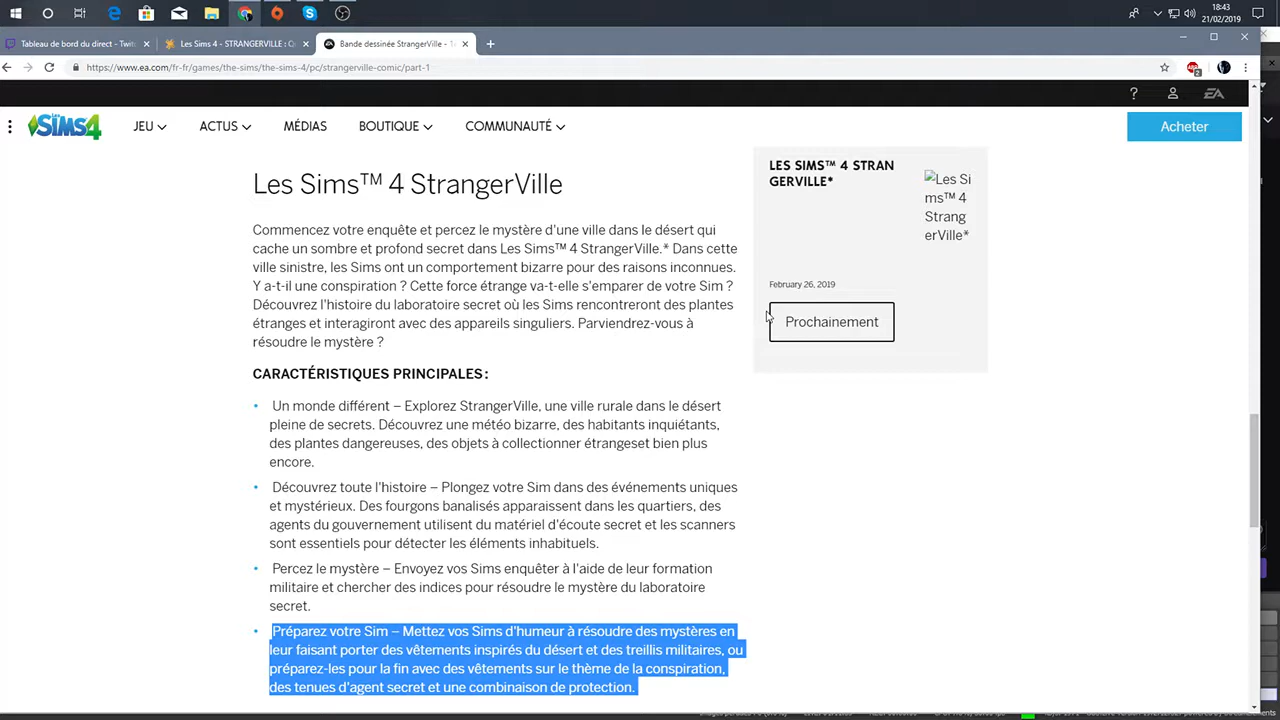 18:43
21/02/2019
Tableau de bord du direct - Twitc
Les Sims 4 - STRANGERVILLE : Q
Bande dessinée StrangerVille - 1
https://www.ea.com/fr-fr/games/the-sims/the-sims-4/pc/strangerville-comic/part-1
ABP
2
EA
SiMS4
JEU
ACTUS
MÉDIAS
BOUTIQUE
COMMUNAUTÉ
Acheter
Les Sims™ 4 StrangerVille
Commencez votre enquête et percez le mystère d'une ville dans le désert qui
cache un sombre et profond secret dans Les Sims™ 4 StrangerVille.* Dans cette
ville sinistre, les Sims ont un comportement bizarre pour des raisons inconnues.
Y a-t-il une conspiration ? Cette force étrange va-t-elle s'emparer de votre Sim ?
Découvrez l'histoire du laboratoire secret où les Sims rencontreront des plantes
étranges et interagiront avec des appareils singuliers. Parviendrez-vous à
résoudre le mystère ?
CARACTÉRISTIQUES PRINCIPALES :
• Un monde différent – Explorez StrangerVille, une ville rurale dans le désert
pleine de secrets. Découvrez une météo bizarre, des habitants inquiétants,
des plantes dangereuses, des objets à collectionner étrangeset bien plus
encore.
• Découvrez toute l'histoire – Plongez votre Sim dans des événements uniques
et mystérieux. Des fourgons banalisés apparaissent dans les quartiers, des
agents du gouvernement utilisent du matériel d'écoute secret et les scanners
sont essentiels pour détecter les éléments inhabituels.
• Percez le mystère – Envoyez vos Sims enquêter à l'aide de leur formation
militaire et chercher des indices pour résoudre le mystère du laboratoire
secret.
• Préparez votre Sim – Mettez vos Sims d'humeur à résoudre des mystères en
leur faisant porter des vêtements inspirés du désert et des treillis militaires, ou
préparez-les pour la fin avec des vêtements sur le thème de la conspiration,
des tenues d'agent secret et une combinaison de protection.
LES SIMS™ 4 STRAN
GERVILLE*
Les Si
ms™ 4
Strang
erVille*
February 26, 2019
Prochainement